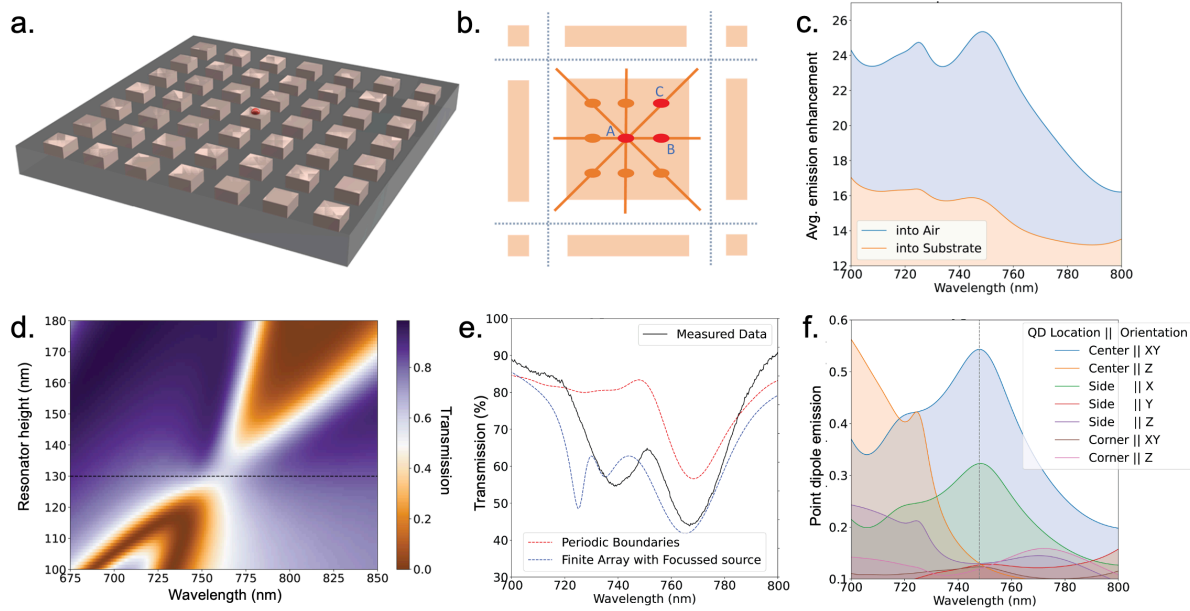 a.
b.
A
B
C
c.
Avg. emission enhancement
26
24
22
20
18
16
14
12
into Air
into Substrate
700
720
740
760
780
800
Wavelength (nm)
d.
Resonator height (nm)
180
170
160
150
140
130
120
110
100
675
700
725
750
775
800
825
850
Wavelength (nm)
0.8
0.6
0.4
0.2
0.0
Transmission
e.
Transmission (%)
100
90
80
70
60
50
40
30
Measured Data
Periodic Boundaries
Finite Array with Focussed source
700
720
740
760
780
800
Wavelength (nm)
f.
Point dipole emission
0.6
0.5
0.4
0.3
0.2
0.1
QD Location || Orientation
Center || XY
Center || Z
Side || X
Side || Y
Side || Z
Corner || XY
Corner || Z
700
720
740
760
780
800
Wavelength (nm)